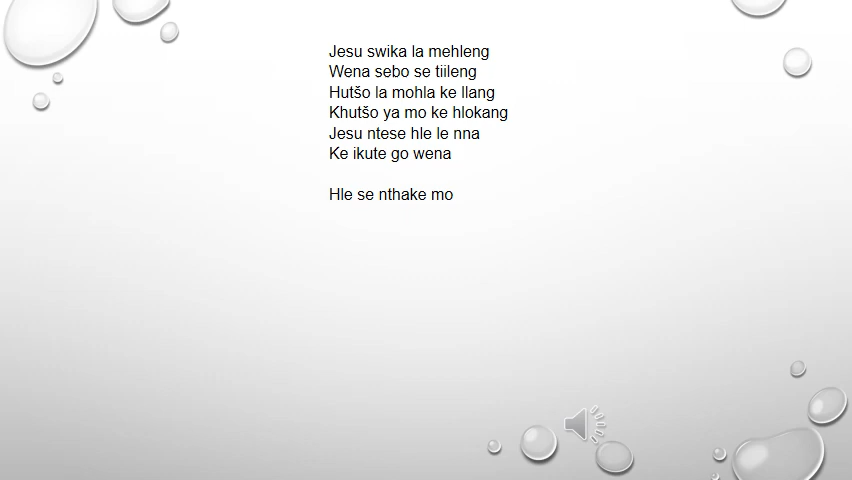 Jesu swika la mehleng
Wena sebo se tiileng
Hutšo la mohla ke llang
Khutšo ya mo ke hlokang
Jesu ntese hle le nna
Ke ikute go wena
Hle se nthake mo